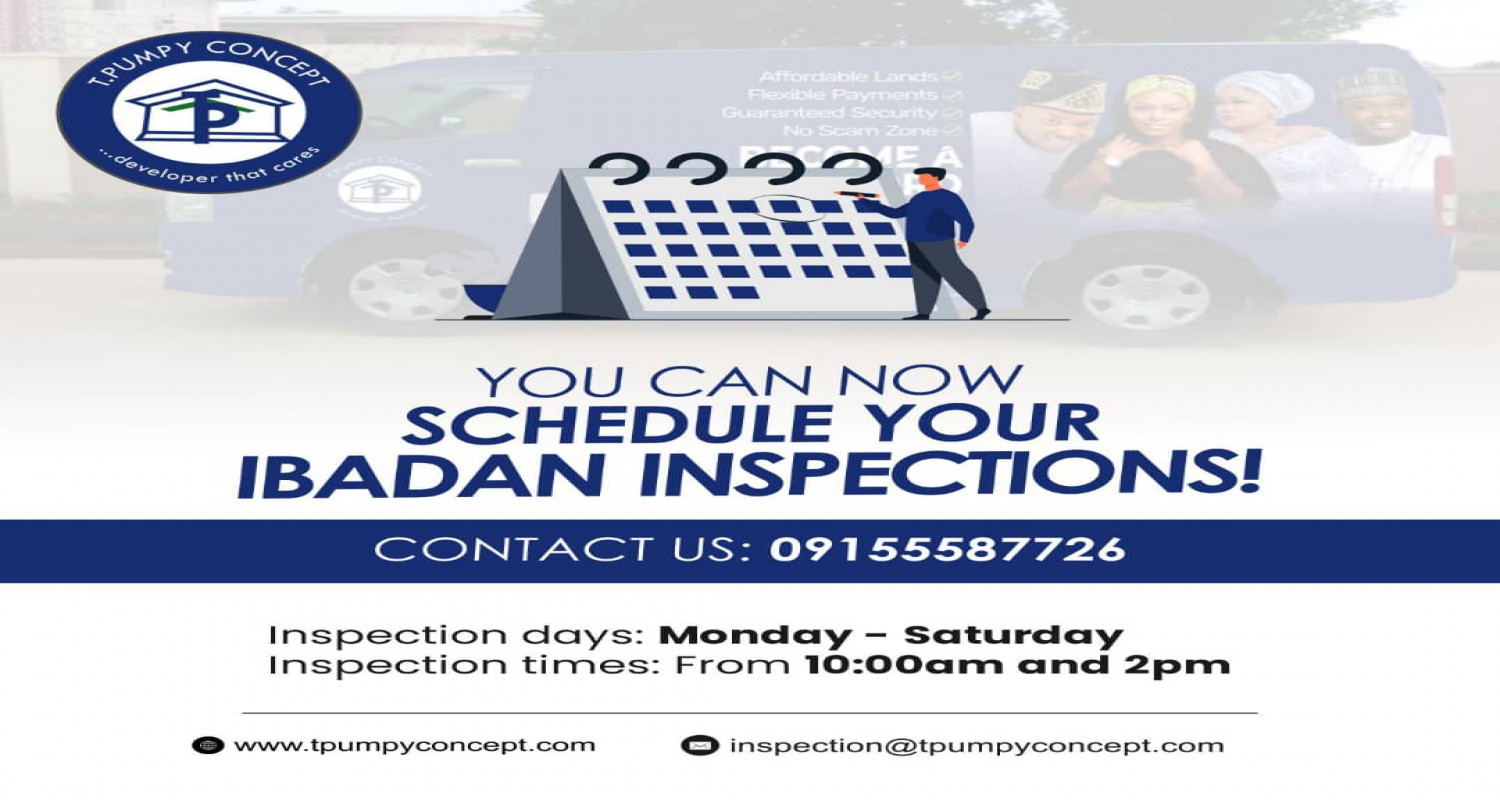 T.PUMPY CONCEPT
...developer that cares
Affordable Lands
Flexible Payments
Guaranteed Security
No Scam Zone
BECOME A
T.PUMPY CONCEPT
YOU CAN NOW
SCHEDULE YOUR
IBADAN INSPECTIONS!
CONTACT US: 09155587726
Inspection days: Monday – Saturday
Inspection times: From 10:00am and 2pm
www.tpumpyconcept.com
inspection@tpumpyconcept.com